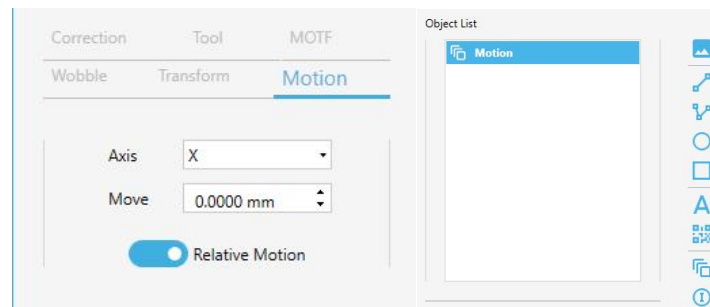 Correction Tool MOTF
Wobble Transform Motion
Axis X
Move 0.0000 mm
Relative Motion
Object List
Motion
A